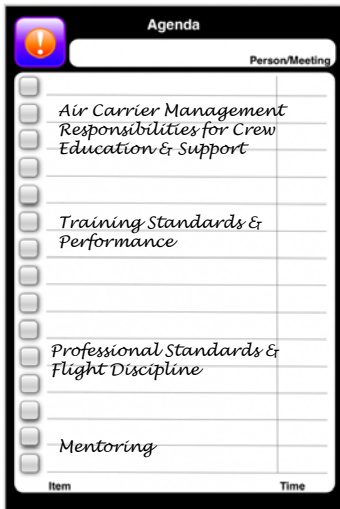 Agenda
Person/Meeting
Air Carrier Management
Responsibilities for Crew
Education & Support
Training Standards &
Performance
Professional Standards &
Flight Discipline
Mentoring
Item Time